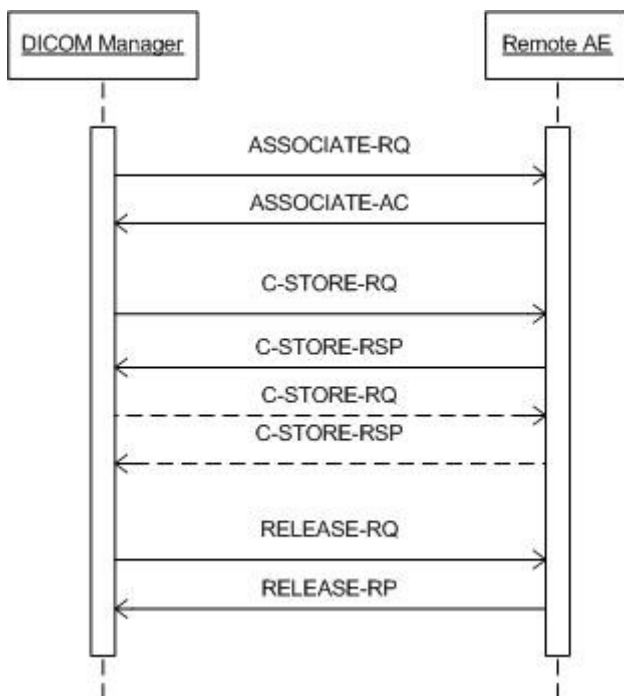 DICOM Manager
Remote AE
ASSOCIATE-RQ
ASSOCIATE-AC
C-STORE-RQ
C-STORE-RSP
C-STORE-RQ
C-STORE-RSP
RELEASE-RQ
RELEASE-RP